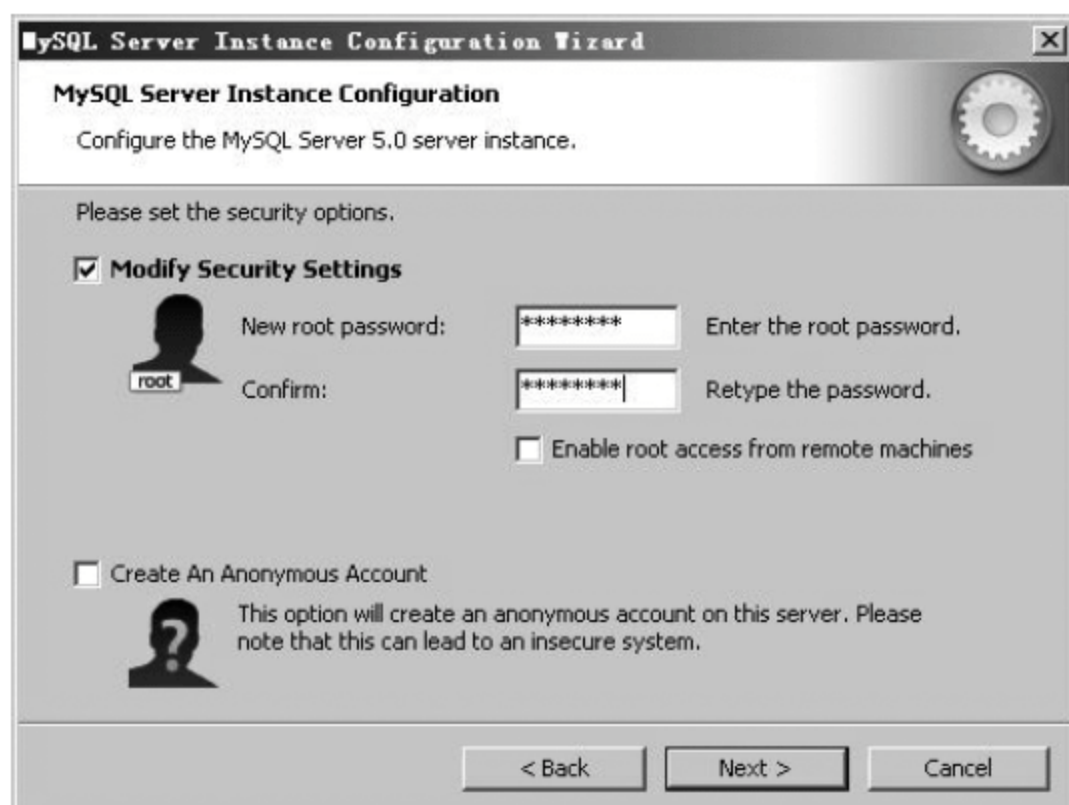 MySQL Server Instance Configuration Wizard
MySQL Server Instance Configuration
Configure the MySQL Server 5.0 server instance.
Please set the security options.
Modify Security Settings
New root password: ******** Enter the root password.
root
Confirm: ******** Retype the password.
Enable root access from remote machines
Create An Anonymous Account
This option will create an anonymous account on this server. Please
note that this can lead to an insecure system.
?
< Back Next > Cancel